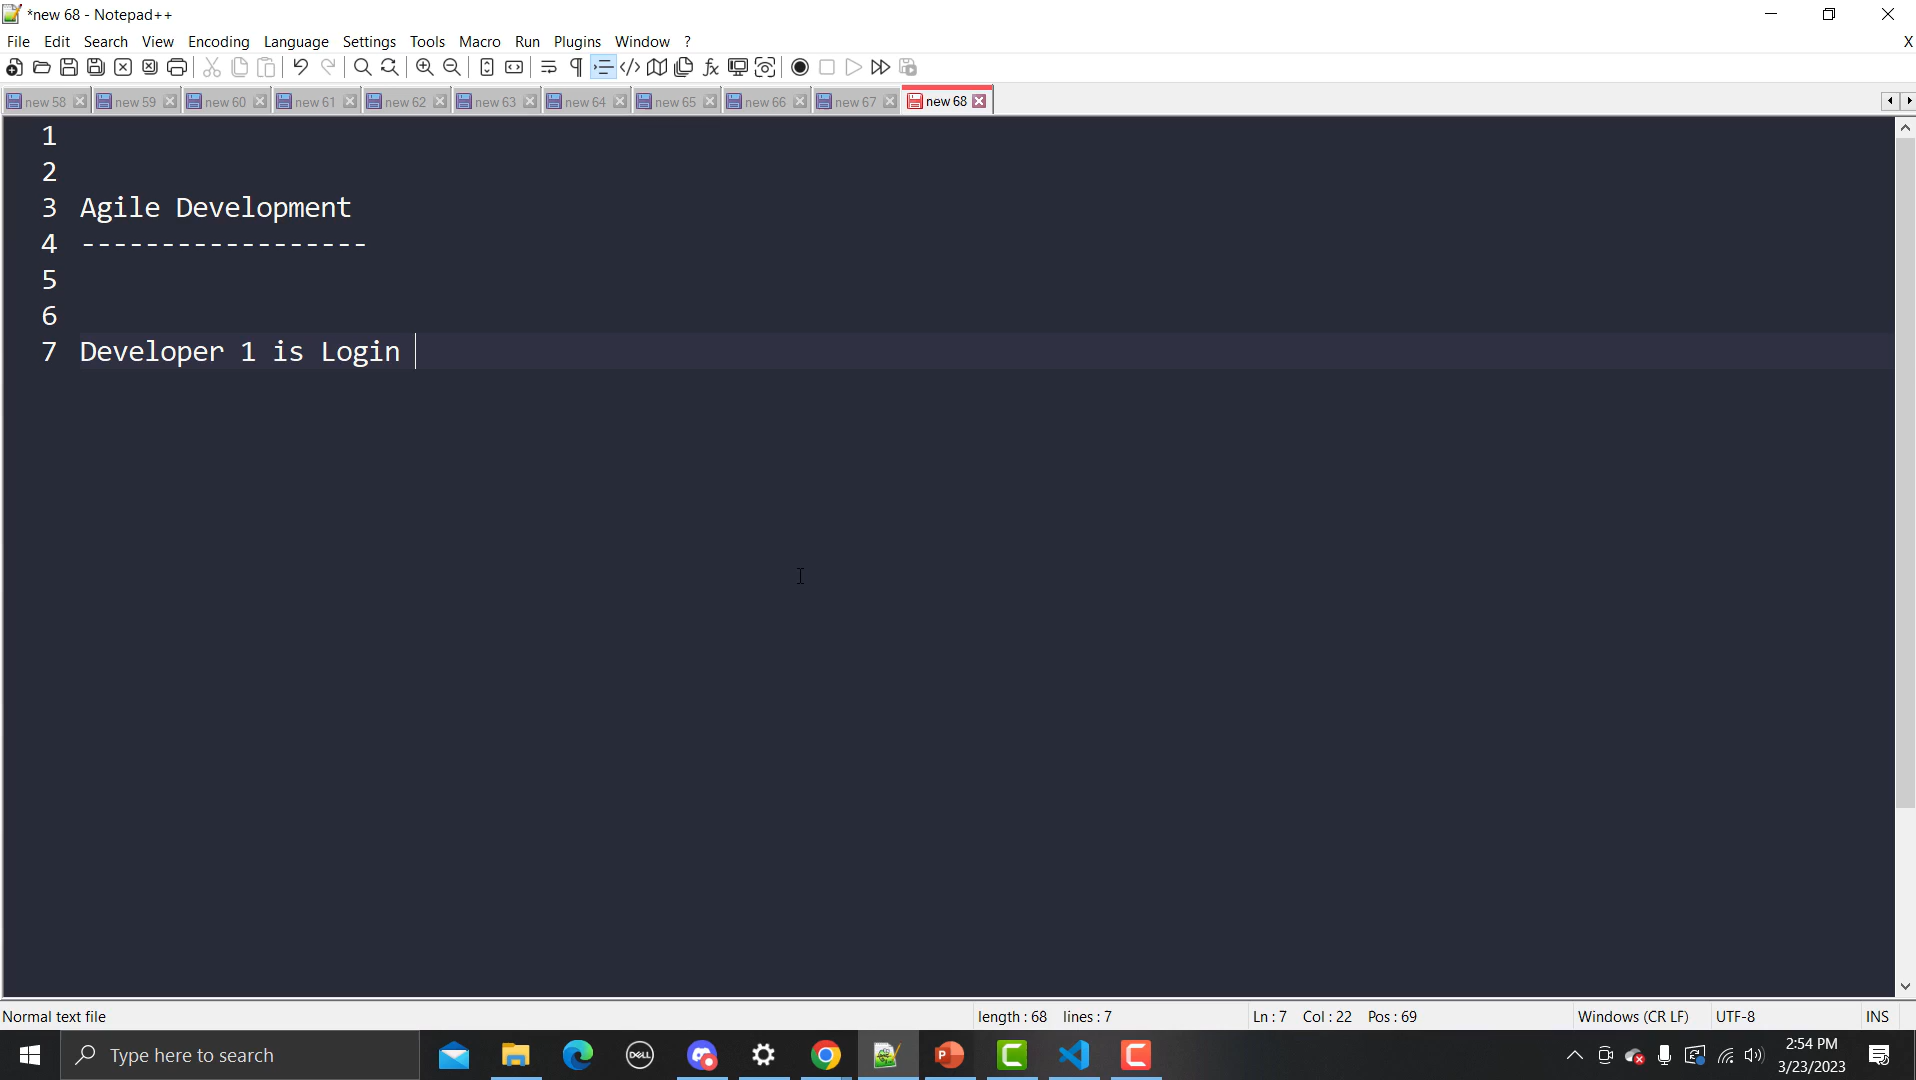 *new 68 - Notepad++
File Edit Search View Encoding Language Settings Tools Macro Run Plugins Window ? X
new 58 new 59 new 60 new 61 new 62 new 63 new 64 new 65 new 66 new 67 new 68
1
2
3 Agile Development
4 ------------------
5
6
7 Developer 1 is Login
Normal text file length : 68 lines : 7 Ln : 7 Col : 22 Pos : 69 Windows (CR LF) UTF-8 INS
Type here to search
DELL
P
2:54 PM
3/23/2023